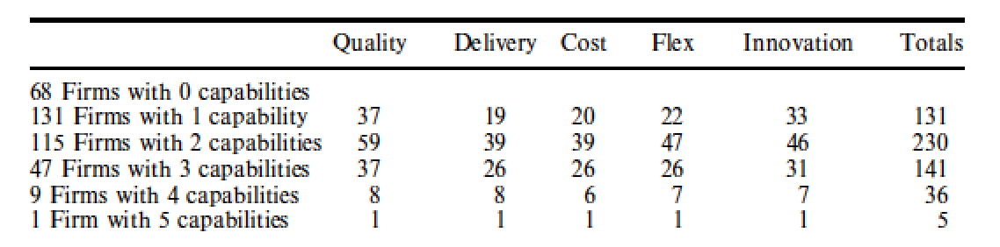 Quality Delivery Cost Flex Innovation Totals
68 Firms with 0 capabilities
131 Firms with 1 capability 37 19 20 22 33 131
115 Firms with 2 capabilities 59 39 39 47 46 230
47 Firms with 3 capabilities 37 26 26 26 31 141
9 Firms with 4 capabilities 8 8 6 7 7 36
1 Firm with 5 capabilities 1 1 1 1 1 5